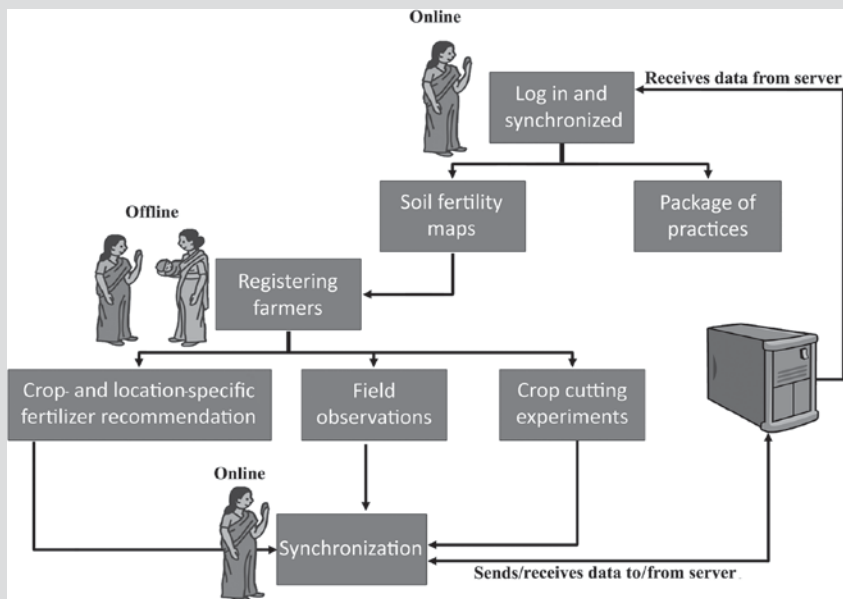 Online
Receives data from server
Log in and
synchronized
Soil fertility
maps
Package of
practices
Offline
Registering
farmers
Crop- and location-specific
fertilizer recommendation
Field
observations
Crop cutting
experiments
Online
Synchronization
Sends/receives data to/from server